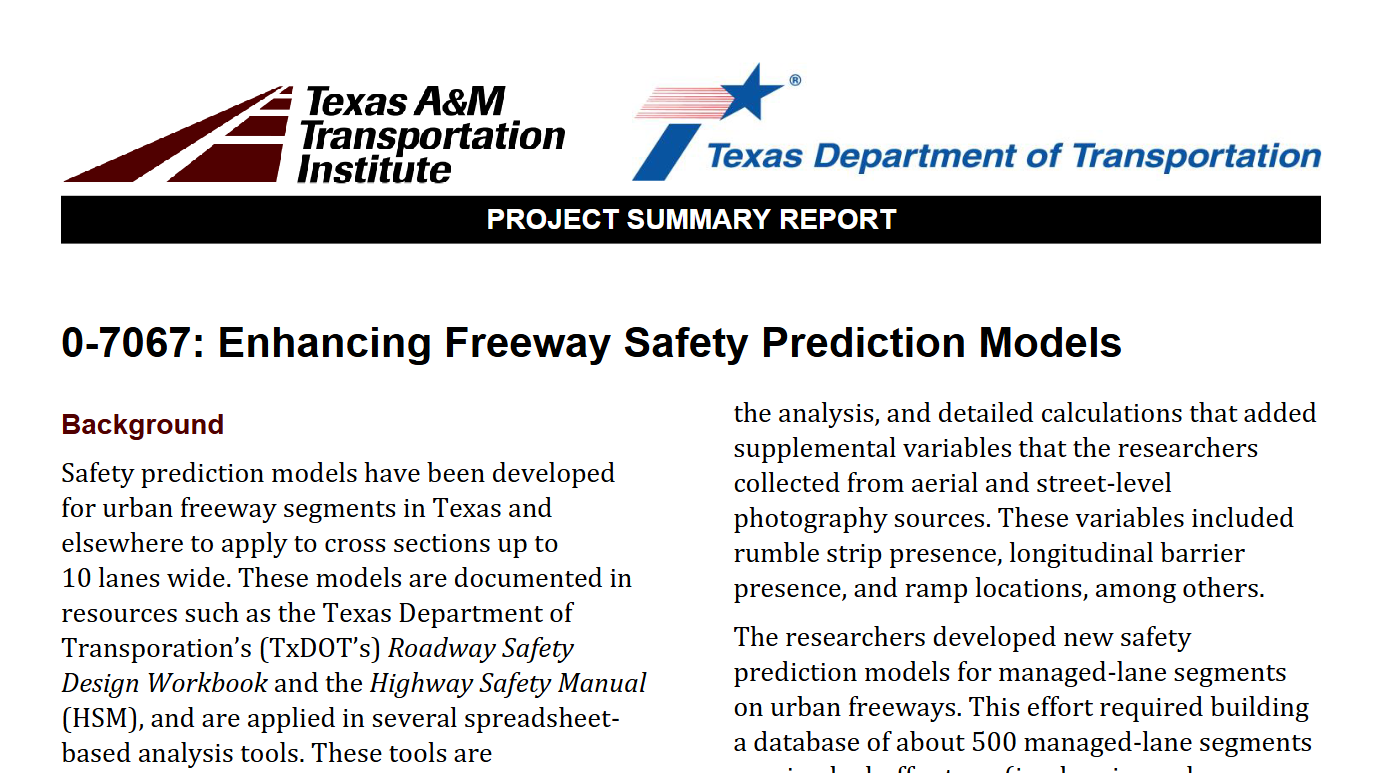 Texas A&M
Transportation
Institute
®
Texas Department of Transportation
PROJECT SUMMARY REPORT
0-7067: Enhancing Freeway Safety Prediction Models
Background
Safety prediction models have been developed
for urban freeway segments in Texas and
elsewhere to apply to cross sections up to
10 lanes wide. These models are documented in
resources such as the Texas Department of
Transporation’s (TxDOT’s) Roadway Safety
Design Workbook and the Highway Safety Manual
(HSM), and are applied in several spreadsheet-
based analysis tools. These tools are
the analysis, and detailed calculations that added
supplemental variables that the researchers
collected from aerial and street-level
photography sources. These variables included
rumble strip presence, longitudinal barrier
presence, and ramp locations, among others.
The researchers developed new safety
prediction models for managed-lane segments
on urban freeways. This effort required building
a database of about 500 managed-lane segments